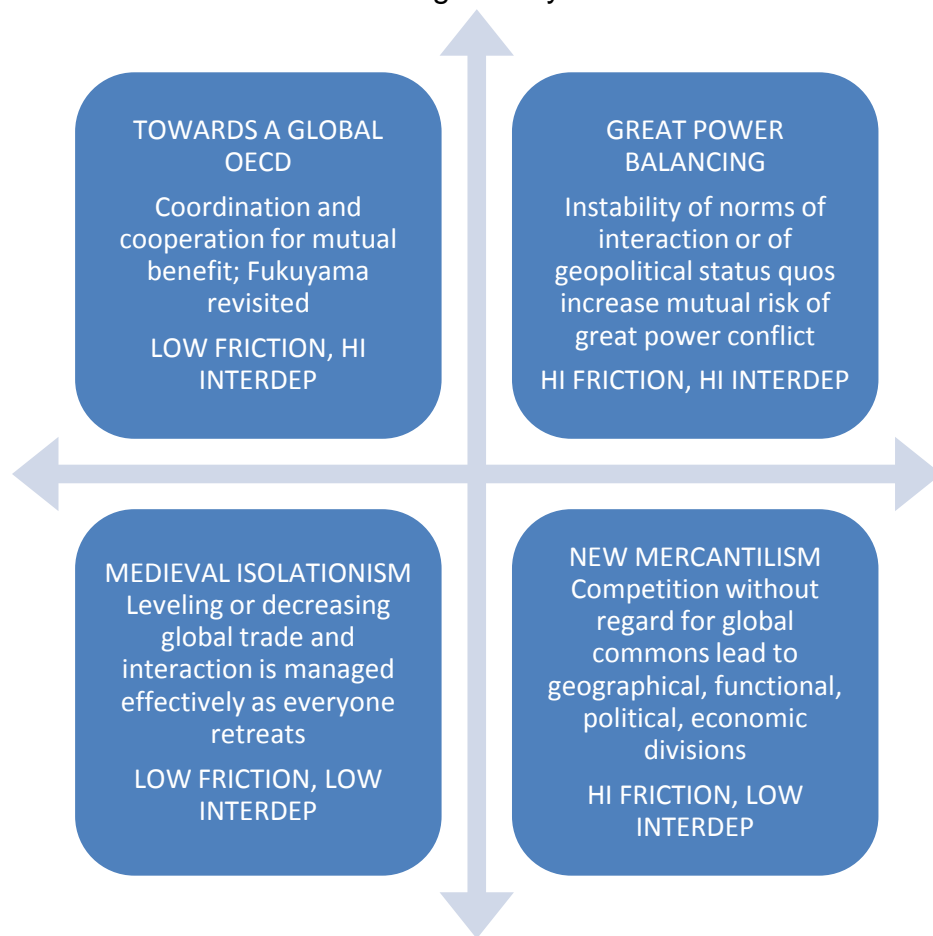 TOWARDS A GLOBAL
OECD
Coordination and
cooperation for mutual
benefit; Fukuyama
revisited
LOW FRICTION, HI
INTERDEP
GREAT POWER
BALANCING
Instability of norms of
interaction or of
geopolitical status quos
increase mutual risk of
great power conflict
HI FRICTION, HI INTERDEP
MEDIEVAL ISOLATIONISM
Leveling or decreasing
global trade and
interaction is managed
effectively as everyone
retreats
LOW FRICTION, LOW
INTERDEP
NEW MERCANTILISM
Competition without
regard for global
commons lead to
geographical, functional,
political, economic
divisions
HI FRICTION, LOW
INTERDEP